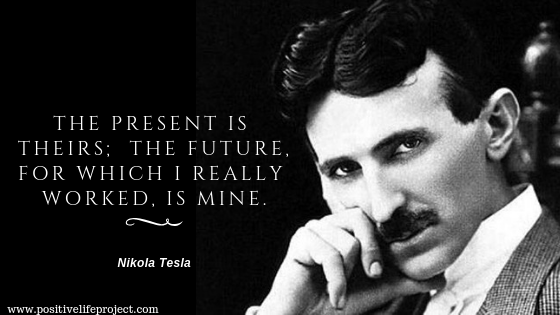 THE PRESENT IS
THEIRS; THE FUTURE,
FOR WHICH I REALLY
WORKED, IS MINE.
Nikola Tesla
www.positivelifeproject.com